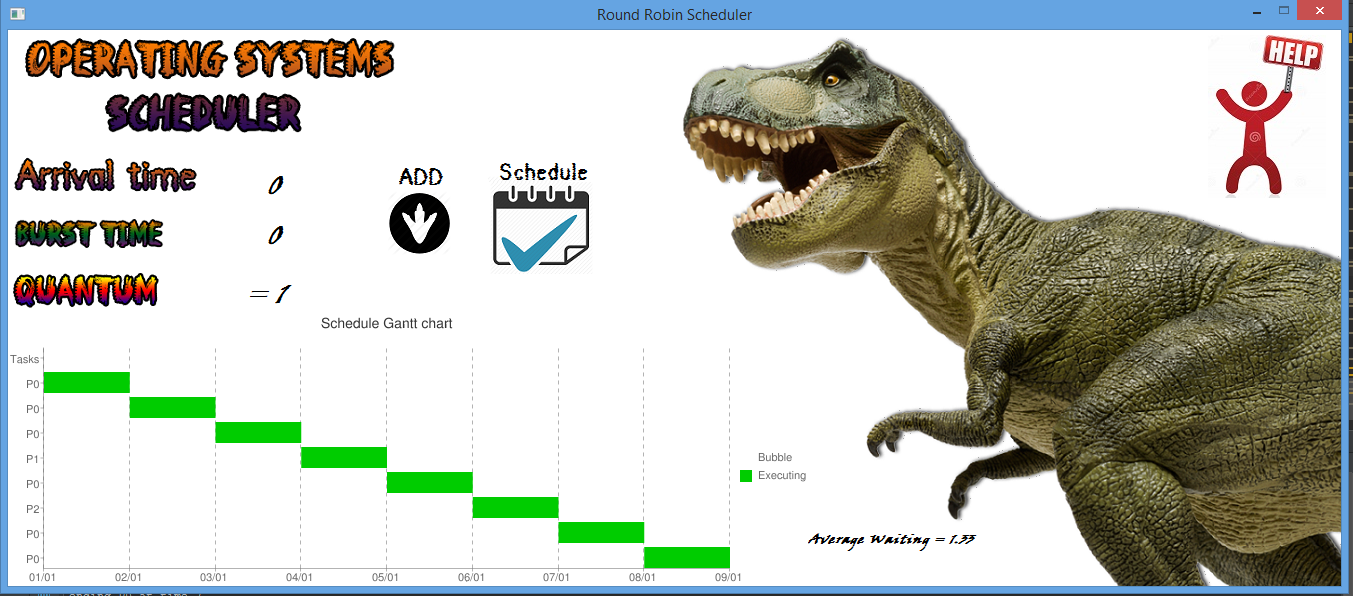 Round Robin Scheduler
OPERATING SYSTEMS
SCHEDULER
HELP
Arrival time 0
BURST TIME 0
QUANTUM = 1
ADD
Schedule
Schedule Gantt chart
Tasks
P0
P0
P0
P1
P0
P2
P0
P0
01/01 02/01 03/01 04/01 05/01 06/01 07/01 08/01 09/01
Bubble
Executing
Average Waiting = 1.33